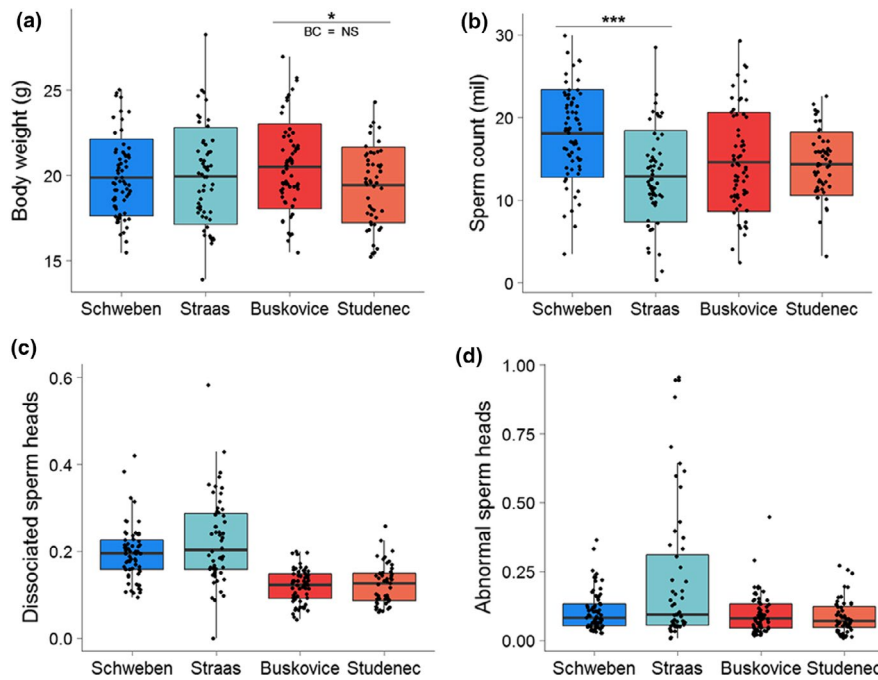 (a)
*
BC = NS
Body weight (g)
25
20
15
Schweben Straas Buskovice Studenec
(b)
***
Sperm count (mil)
30
20
10
0
Schweben Straas Buskovice Studenec
(c)
Dissociated sperm heads
0.6
0.4
0.2
0.0
Schweben Straas Buskovice Studenec
(d)
Abnormal sperm heads
1.00
0.75
0.50
0.25
0.00
Schweben Straas Buskovice Studenec